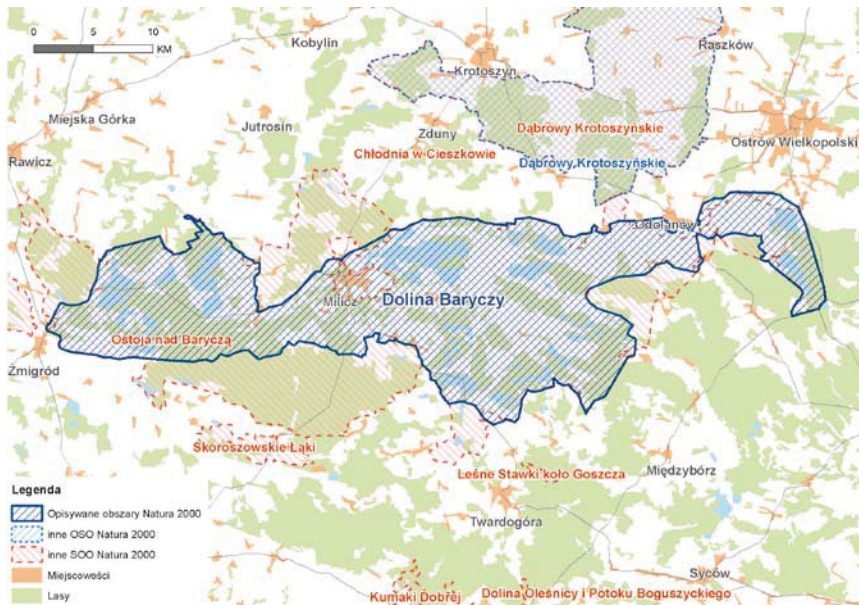 0 5 10
KM
Kobylin
Raszków
Krotoszyn
Miejska Górka
Jutrosin
Zduny
Dąbrowy Krotoszyńskie
Ostrów Wielkopolski
Rawicz
Chłodnia w Cieszkowie
Dąbrowy Krotoszyńskie
Odolanów
Milicz
Dolina Baryczy
Ostoja nad Baryczą
Żmigród
Skoroszowskie Łąki
Leśne Stawki koło Goszcza
Międzybórz
Twardogóra
Syców
Kumaki Dobrej
Dolina Oleśnicy i Potoku Boguszyckiego
Legenda
Opisywane obszary Natura 2000
inne OSO Natura 2000
inne SOO Natura 2000
Miejscowości
Lasy